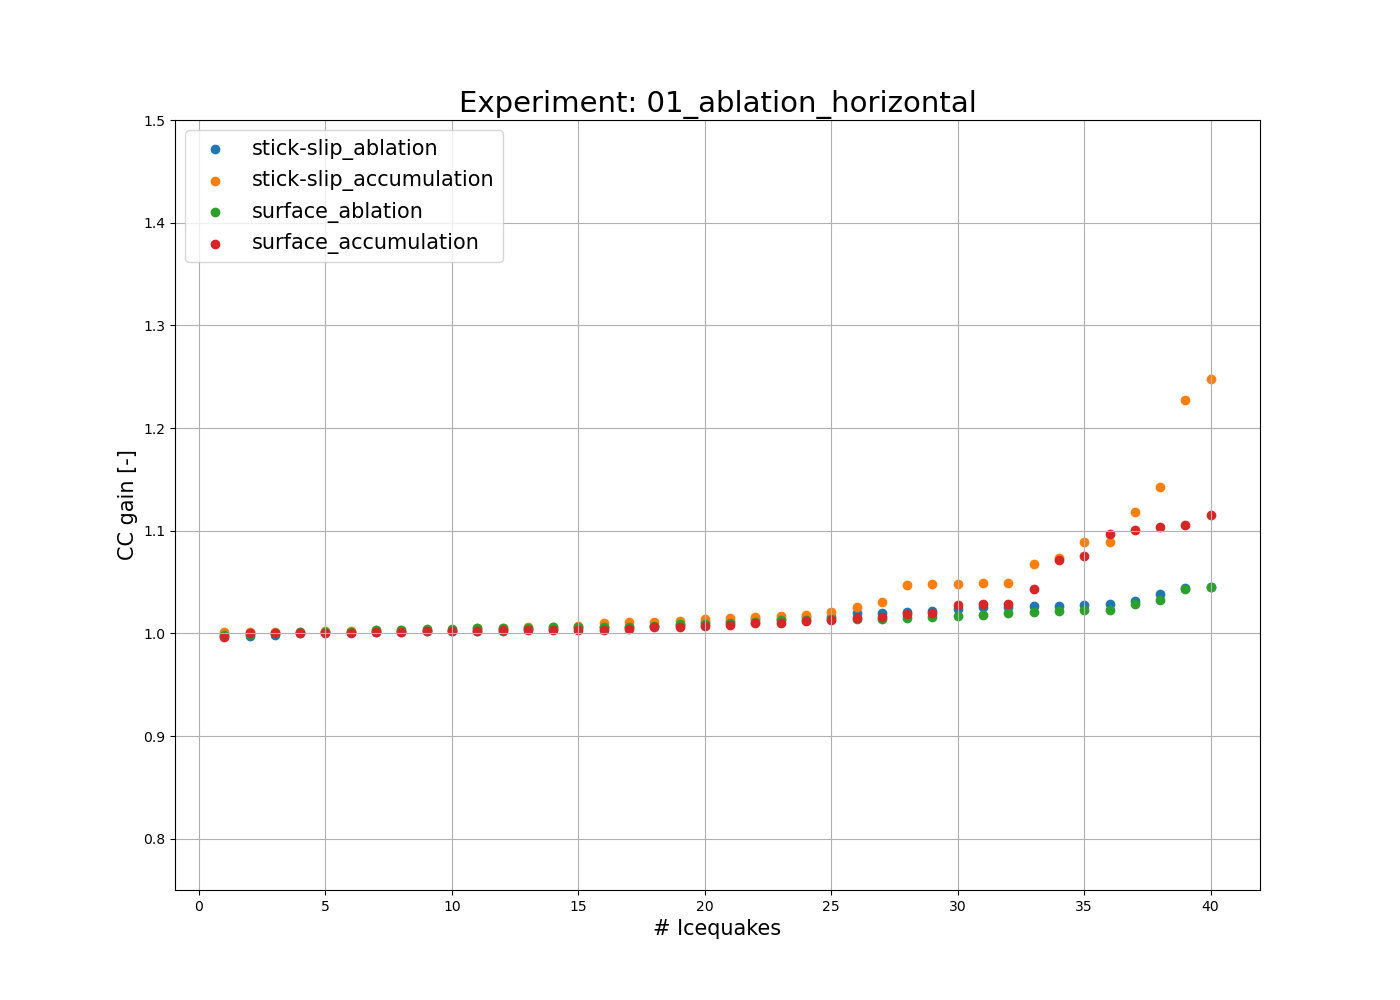 Experiment: 01_ablation_horizontal
1.5
1.4
1.3
1.2
1.1
1.0
0.9
0.8
CC gain [-]
stick-slip_ablation
stick-slip_accumulation
surface_ablation
surface_accumulation
0 5 10 15 20 25 30 35 40
# Icequakes